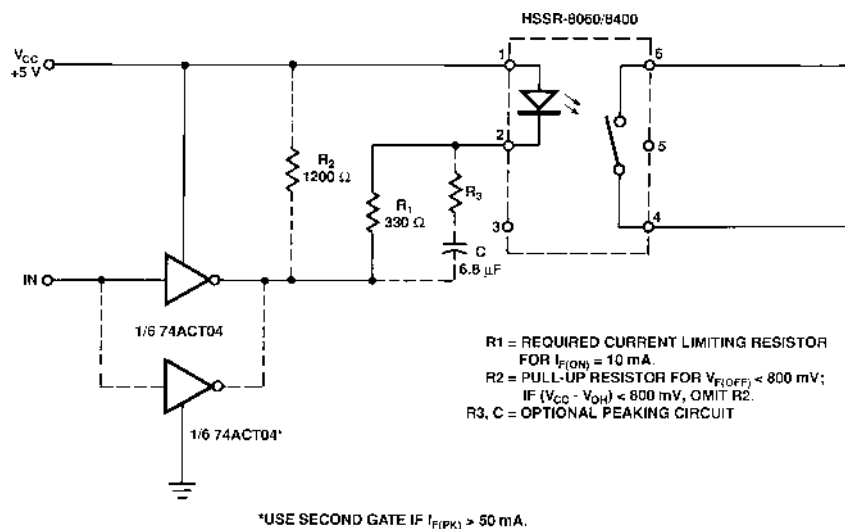 HSSR-8060/8400
VCC
+5 V
1
6
2
5
3
4
R2
1200 Ω
R1
330 Ω
R3
C
6.8 µF
IN
1/6 74ACT04
1/6 74ACT04*
R1 = REQUIRED CURRENT LIMITING RESISTOR
FOR IF(ON) = 10 mA.
R2 = PULL-UP RESISTOR FOR VF(OFF) < 800 mV;
IF (VCC - VOH) < 800 mV, OMIT R2.
R3, C = OPTIONAL PEAKING CIRCUIT
*USE SECOND GATE IF IF(PK) > 50 mA.